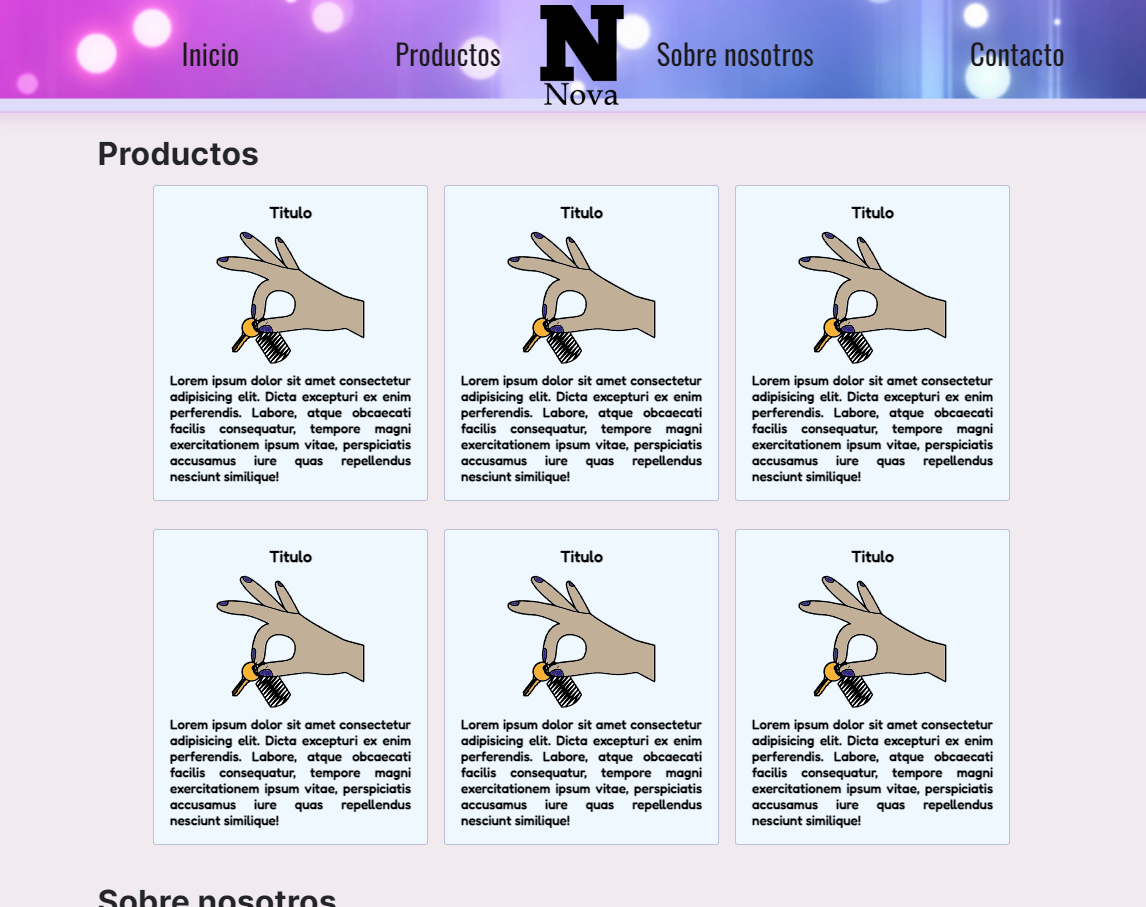 Inicio
Productos
N
Nova
Sobre nosotros
Contacto
Productos
Titulo
Lorem ipsum dolor sit amet consectetur
adipisicing elit. Dicta excepturi ex enim
perferendis. Labore, atque obcaecati
facilis consequatur, tempore magni
exercitationem ipsum vitae, perspiciatis
accusamus iure quas repellendus
nesciunt similique!
Titulo
Lorem ipsum dolor sit amet consectetur
adipisicing elit. Dicta excepturi ex enim
perferendis. Labore, atque obcaecati
facilis consequatur, tempore magni
exercitationem ipsum vitae, perspiciatis
accusamus iure quas repellendus
nesciunt similique!
Titulo
Lorem ipsum dolor sit amet consectetur
adipisicing elit. Dicta excepturi ex enim
perferendis. Labore, atque obcaecati
facilis consequatur, tempore magni
exercitationem ipsum vitae, perspiciatis
accusamus iure quas repellendus
nesciunt similique!
Titulo
Lorem ipsum dolor sit amet consectetur
adipisicing elit. Dicta excepturi ex enim
perferendis. Labore, atque obcaecati
facilis consequatur, tempore magni
exercitationem ipsum vitae, perspiciatis
accusamus iure quas repellendus
nesciunt similique!
Titulo
Lorem ipsum dolor sit amet consectetur
adipisicing elit. Dicta excepturi ex enim
perferendis. Labore, atque obcaecati
facilis consequatur, tempore magni
exercitationem ipsum vitae, perspiciatis
accusamus iure quas repellendus
nesciunt similique!
Titulo
Lorem ipsum dolor sit amet consectetur
adipisicing elit. Dicta excepturi ex enim
perferendis. Labore, atque obcaecati
facilis consequatur, tempore magni
exercitationem ipsum vitae, perspiciatis
accusamus iure quas repellendus
nesciunt similique!
Sobre nosotros